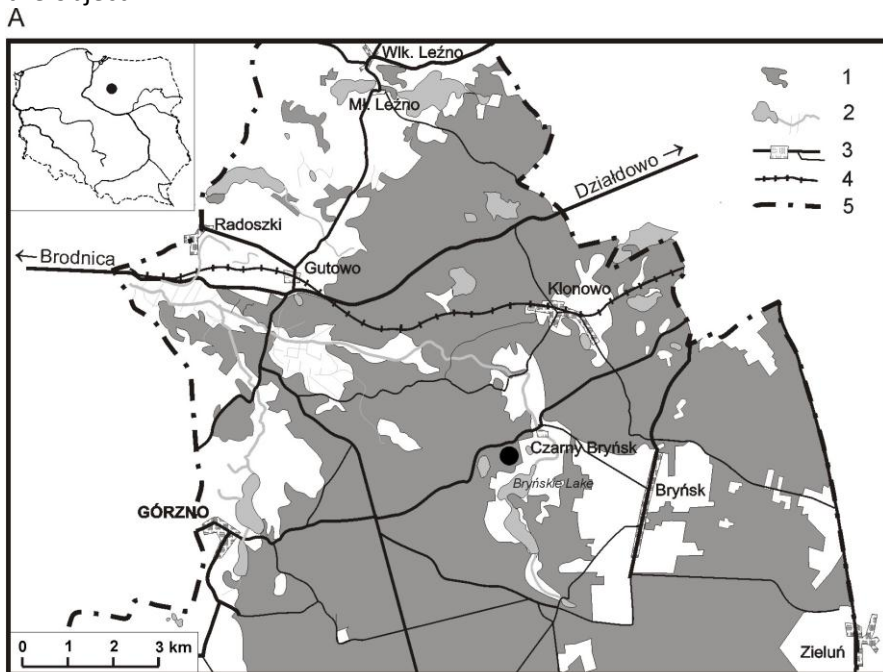 A
Wlk. Leźno
1
Mł. Leźno
2
3
Działdowo →
4
5
Radoszki
← Brodnica
Gutowo
Klonowo
Czarny Bryńsk
Bryńskie Lake
Bryńsk
GÓRZNO
0 1 2 3 km
Zieluń